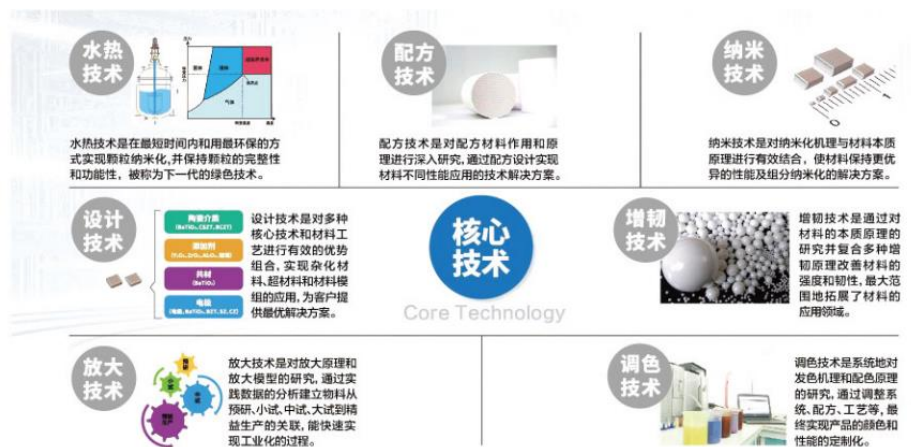 水热
技术
水热技术是在最短时间内和用最环保的方
式实现颗粒纳米化,并保持颗粒的完整性
和功能性，被称为下一代的绿色技术。
配方
技术
配方技术是对配方材料作用和原
理进行深入研究,通过配方设计实现
材料不同性能应用的技术解决方案。
纳米
技术
纳米技术是对纳米化机理与材料本质
原理进行有效结合，使材料保持更优
异的性能及组分纳米化的解决方案。
设计
技术
陶瓷介质
添加剂
共材
(BaTiO₃)
电极
设计技术是对多种
核心技术和材料工
艺进行有效的优势
组合,实现杂化材
料、超材料和材料模
组的应用,为客户提
供最优解决方案。
核心
技术
Core Technology
增韧
技术
增韧技术是通过对
材料的本质原理的
研究并复合多种增
韧原理改善材料的
强度和韧性,最大范
围地拓展了材料的
应用领域。
放大
技术
放大技术是对放大原理和
放大模型的研究,通过实
践数据的分析建立物料从
预研、小试、中试、大试到精
益生产的关联,能快速实
现工业化的过程。
调色
技术
调色技术是系统地对
发色机理和配色原理
的研究,通过调整系
统、配方、工艺等,最
终实现产品的颜色和
性能的定制化。